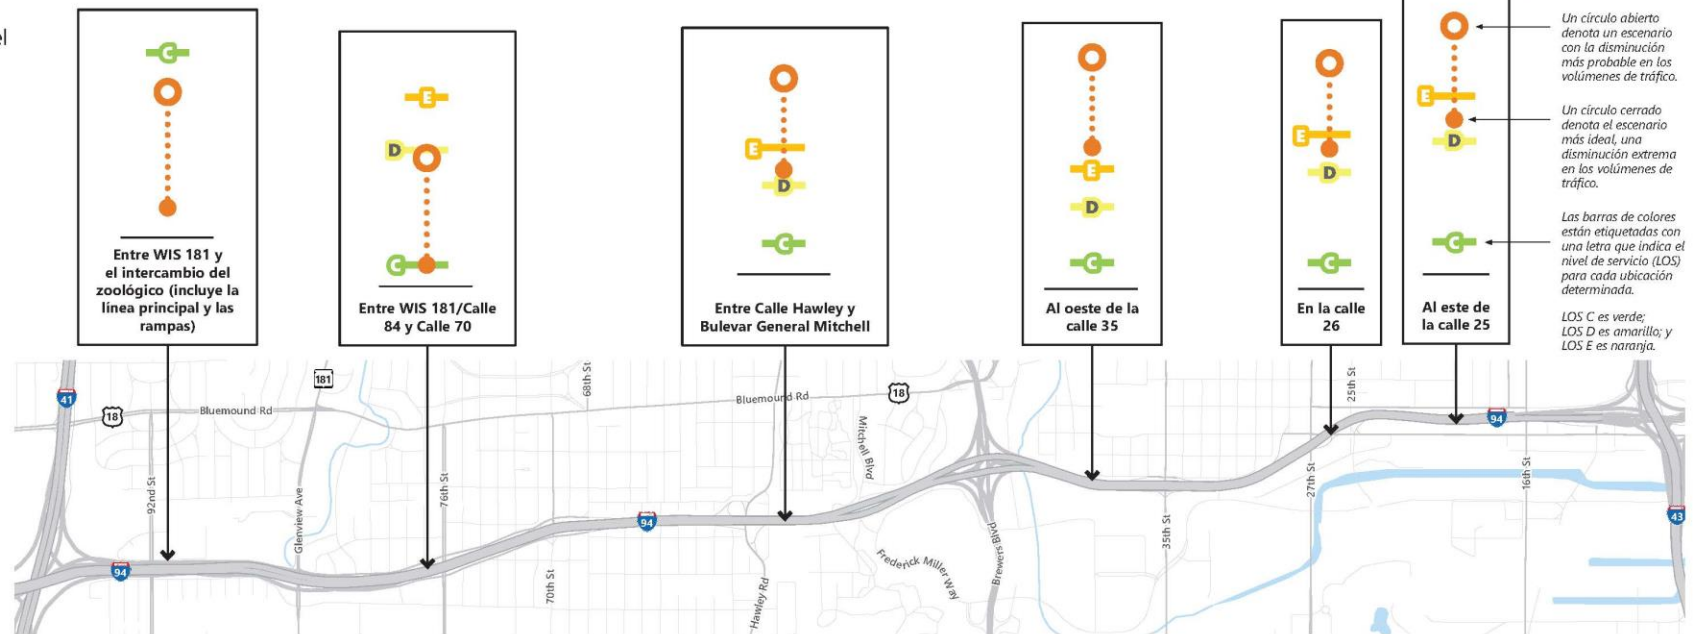 el
C
Entre WIS 181 y
el intercambio del
zoológico (incluye la
línea principal y las
rampas)
E
D
C
Entre WIS 181/Calle
84 y Calle 70
E
D
C
Entre Calle Hawley y
Bulevar General Mitchell
E
D
C
Al oeste de la
calle 35
E
D
C
En la calle
26
E
D
C
Al este de
la calle 25
Un círculo abierto
denota un escenario
con la disminución
más probable en los
volúmenes de tráfico.
Un círculo cerrado
denota el escenario
más ideal, una
disminución extrema
en los volúmenes de
tráfico.
Las barras de colores
están etiquetadas con
una letra que indica el
nivel de servicio (LOS)
para cada ubicación
determinada.
LOS C es verde;
LOS D es amarillo; y
LOS E es naranja.
41
18
Bluemound Rd
181
68th St
Bluemound Rd
18
25th St
94
92nd St
Glenview Ave
76th St
70th St
94
94
Hawley Rd
Mitchell Blvd
Frederick Miller Way
Brewers Blvd
35th St
27th St
16th St
43